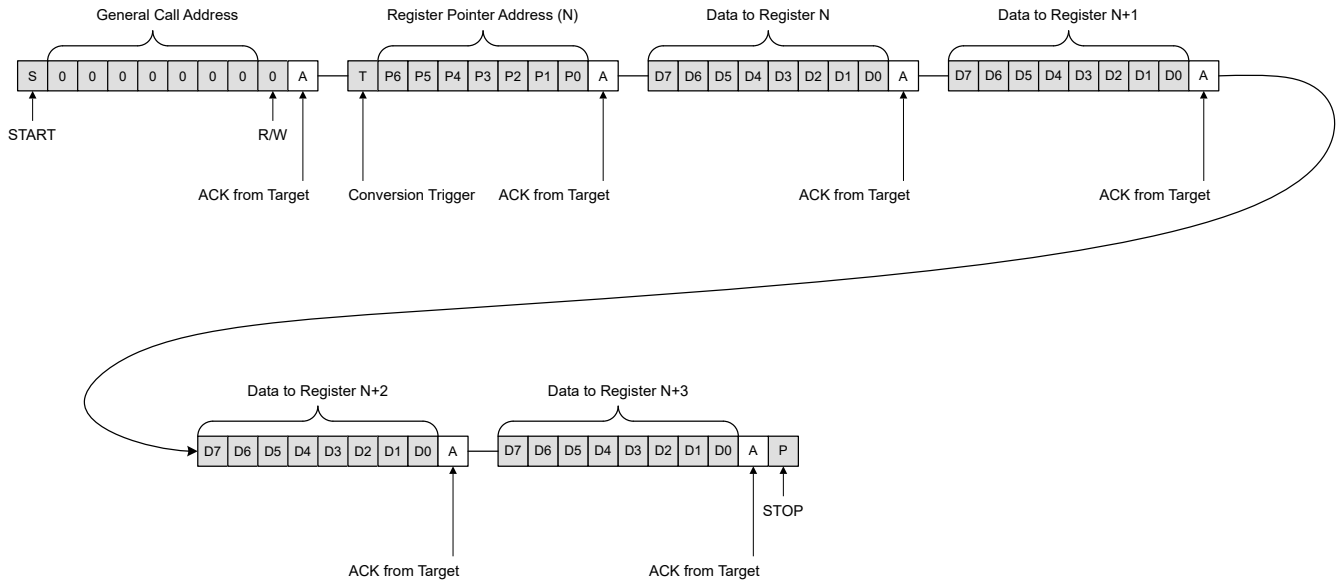 General Call Address Register Pointer Address (N) Data to Register N Data to Register N+1
S 0 0 0 0 0 0 0 0 A T P6 P5 P4 P3 P2 P1 P0 A D7 D6 D5 D4 D3 D2 D1 D0 A D7 D6 D5 D4 D3 D2 D1 D0 A
START R/W
ACK from Target Conversion Trigger ACK from Target ACK from Target ACK from Target
Data to Register N+2 Data to Register N+3
D7 D6 D5 D4 D3 D2 D1 D0 A D7 D6 D5 D4 D3 D2 D1 D0 A P
STOP
ACK from Target ACK from Target